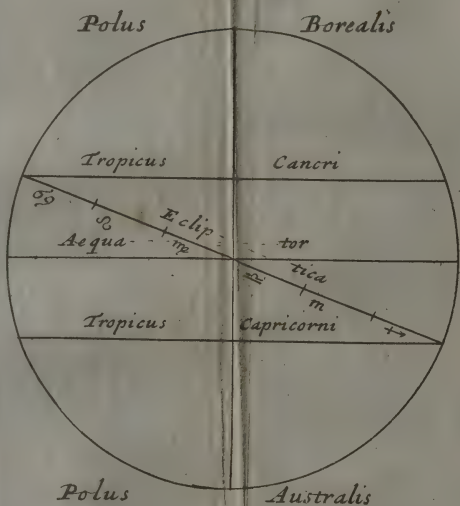 Polus Borealis
Tropicus Cancri
♋ ♌ Eclip
Aequa- ♍ tor
♎ tica
♏ ♐
Tropicus Capricorni
Polus Australis